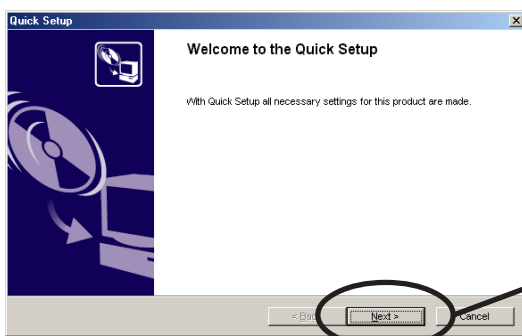 Quick Setup
Welcome to the Quick Setup
With Quick Setup all necessary settings for this product are made.
Next > Cancel